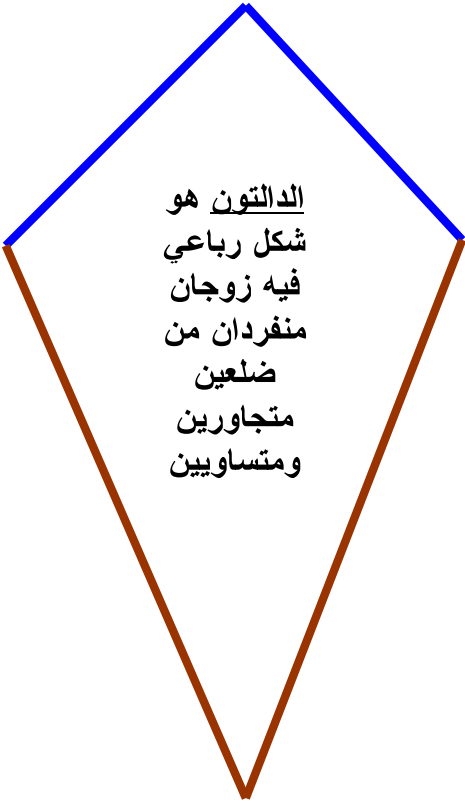 الدالتون هو
شكل رباعي
فيه زوجان
منفردان من
ضلعين
متجاورين
ومتساويين